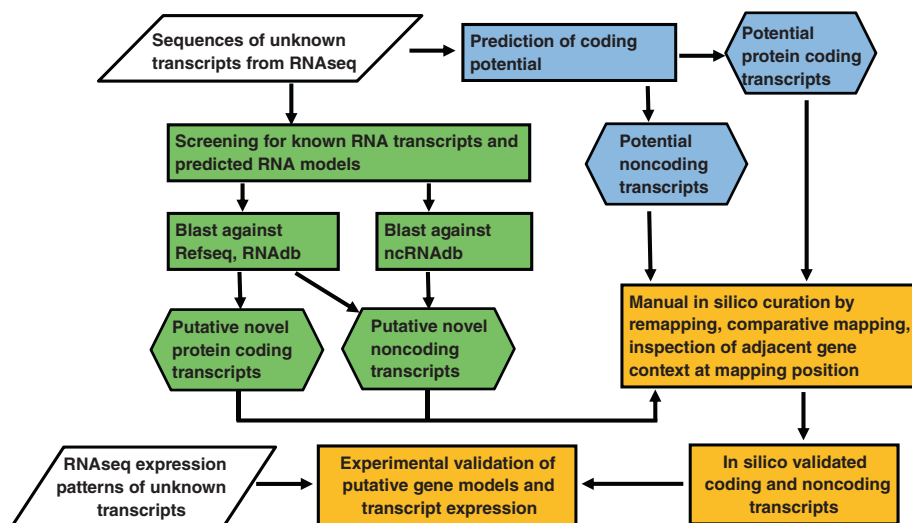 Sequences of unknown
transcripts from RNAseq
Prediction of coding
potential
Potential
protein coding
transcripts
Screening for known RNA transcripts and
predicted RNA models
Potential
noncoding
transcripts
Blast against
Refseq, RNAdb
Blast against
ncRNAdb
Putative novel
protein coding
transcripts
Putative novel
noncoding
transcripts
Manual in silico curation by
remapping, comparative mapping,
inspection of adjacent gene
context at mapping position
RNAseq expression
patterns of unknown
transcripts
Experimental validation of
putative gene models and
transcript expression
In silico validated
coding and noncoding
transcripts